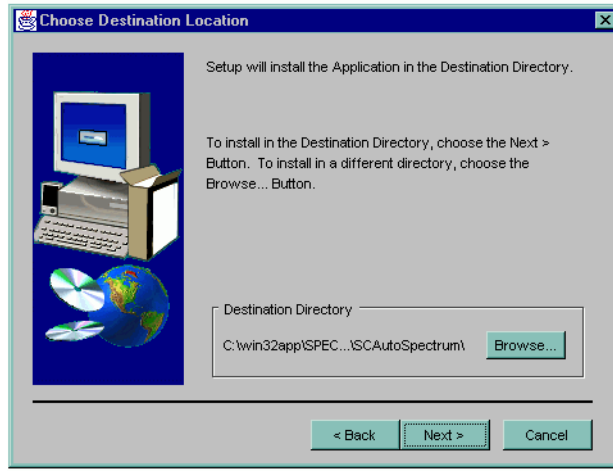 Choose Destination Location
Setup will install the Application in the Destination Directory.
To install in the Destination Directory, choose the Next >
Button. To install in a different directory, choose the
Browse... Button.
Destination Directory
C:\win32app\SPEC...\SCAutoSpectrum\
Browse...
< Back
Next >
Cancel